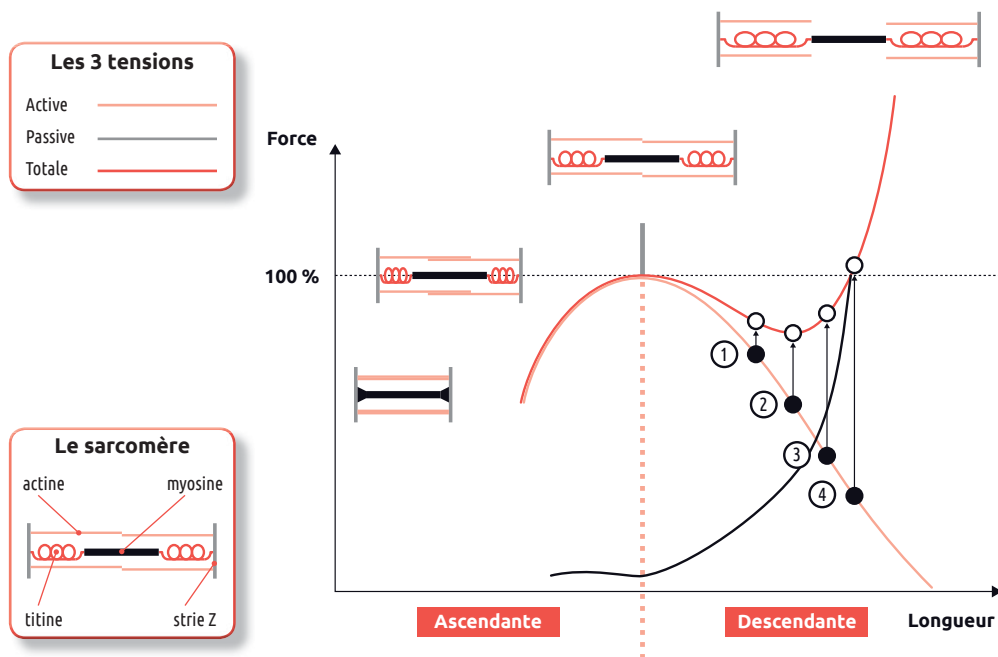 Les 3 tensions
Active
Passive
Totale
Force
100 %
1
2
3
4
Ascendante
Descendante
Longueur
Le sarcomère
actine
myosine
titine
strie Z